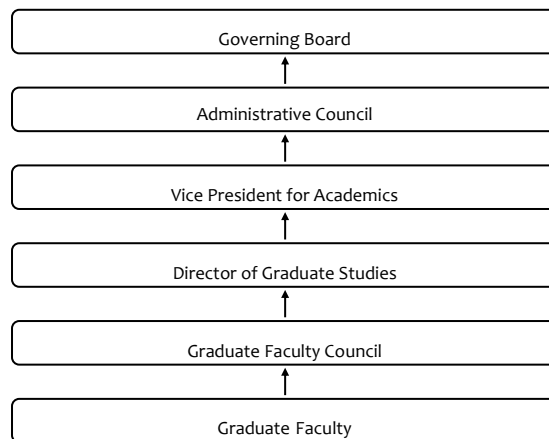 Governing Board
Administrative Council
Vice President for Academics
Director of Graduate Studies
Graduate Faculty Council
Graduate Faculty